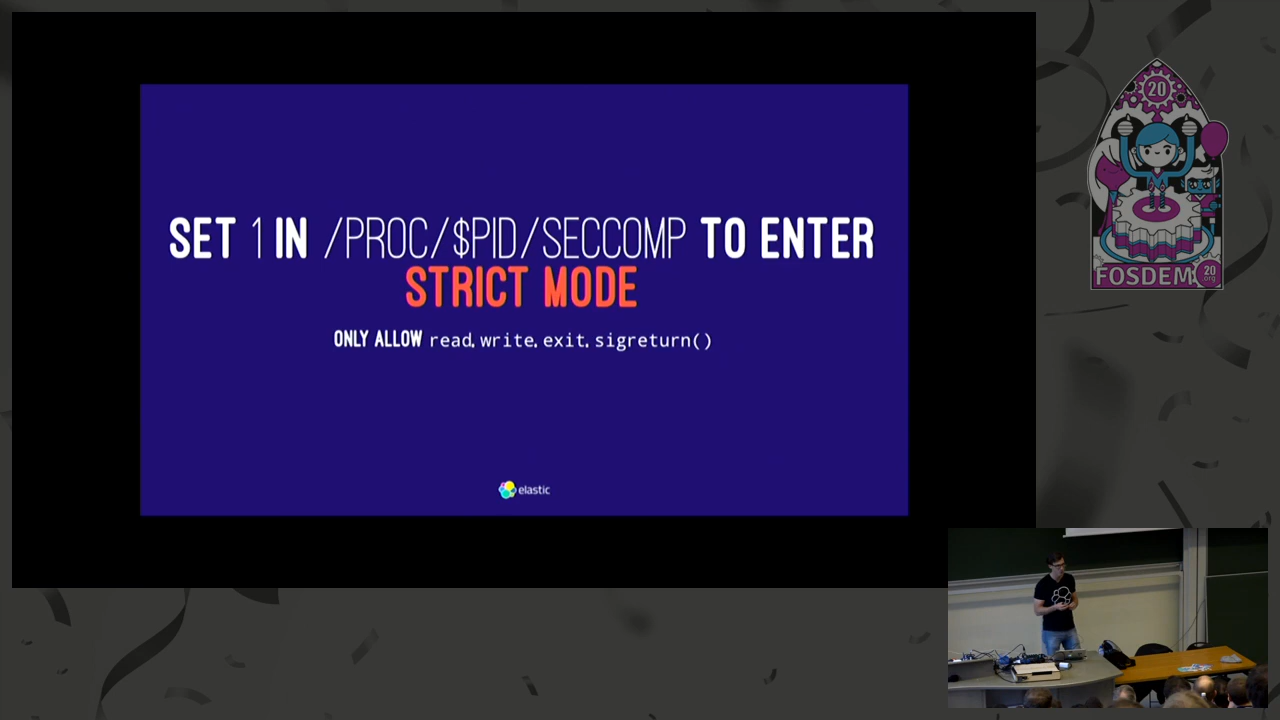 SET 1 IN /PROC/$PID/SECCOMP TO ENTER
STRICT MODE
ONLY ALLOW read, write, exit, sigreturn()
elastic
20
FOSDEM
20
.org